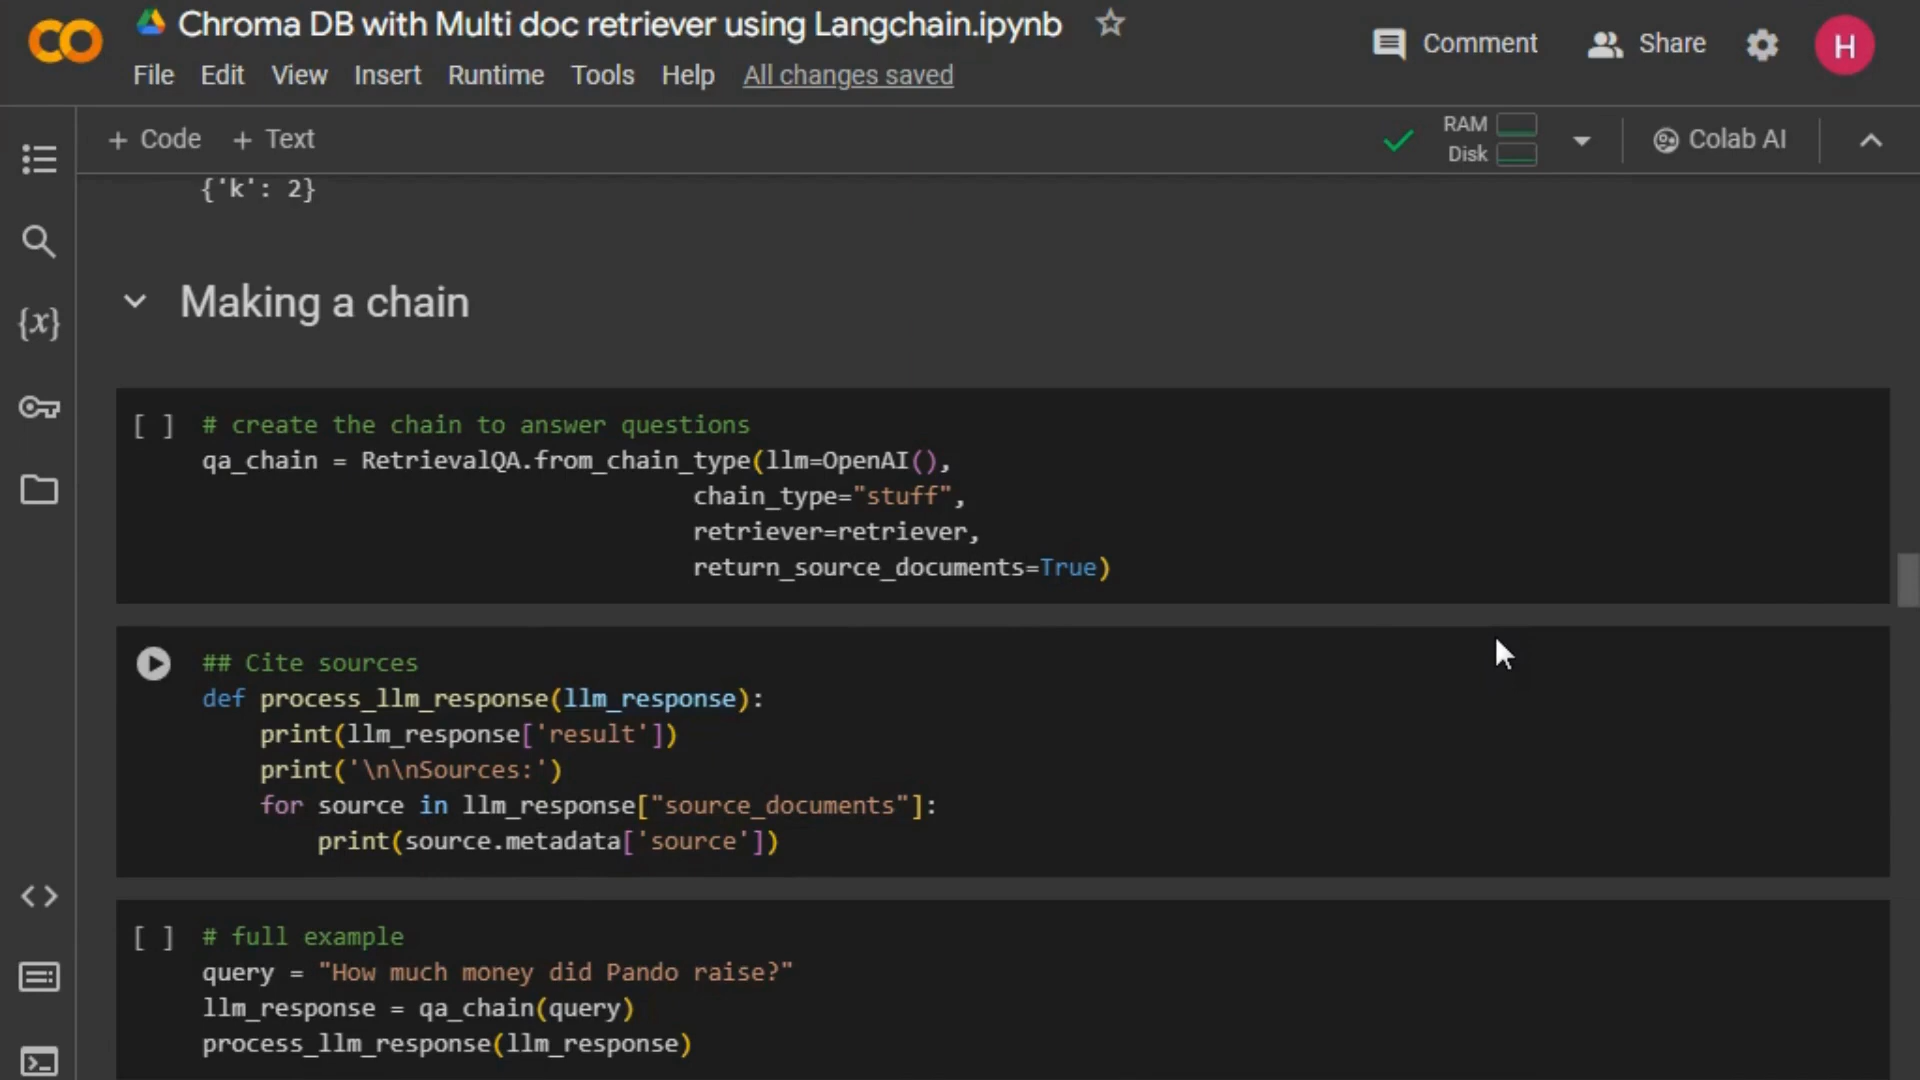 Chroma DB with Multi doc retriever using Langchain.ipynb
Comment
Share
H
File Edit View Insert Runtime Tools Help All changes saved
+ Code + Text
RAM
Disk
Colab AI
{'k': 2}
{x}
Making a chain
[ ] # create the chain to answer questions
qa_chain = RetrievalQA.from_chain_type(llm=OpenAI(),
chain_type="stuff",
retriever=retriever,
return_source_documents=True)
## Cite sources
def process_llm_response(llm_response):
    print(llm_response['result'])
    print('\n\nSources:')
    for source in llm_response["source_documents"]:
        print(source.metadata['source'])
[ ] # full example
query = "How much money did Pando raise?"
llm_response = qa_chain(query)
process_llm_response(llm_response)